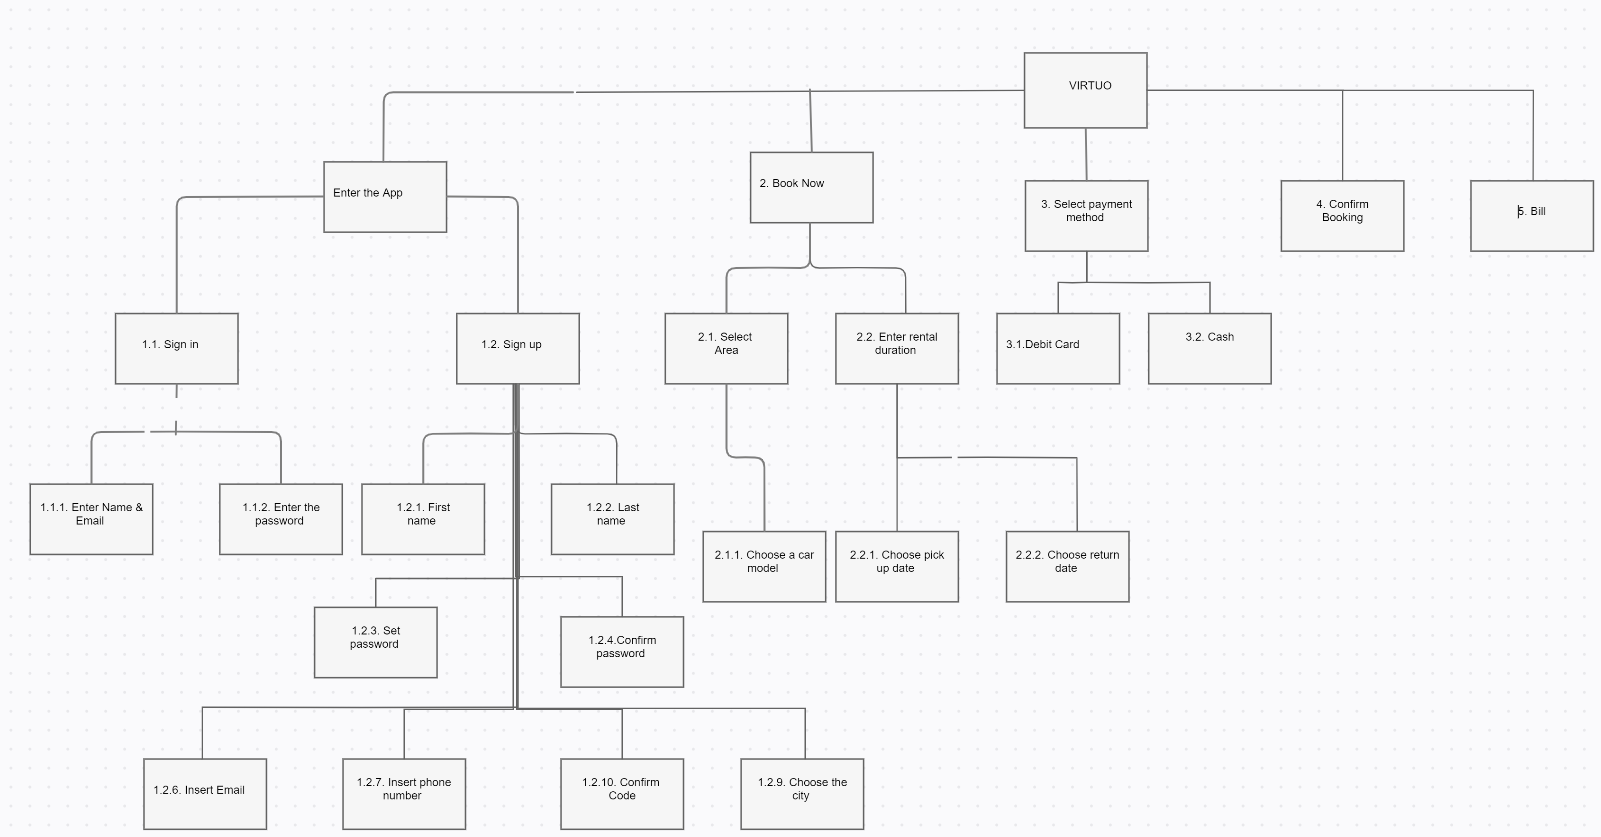 VIRTUO
Enter the App
2. Book Now
3. Select payment
method
4. Confirm
Booking
5. Bill
1.1. Sign in
1.2. Sign up
2.1. Select
Area
2.2. Enter rental
duration
3.1.Debit Card
3.2. Cash
1.1.1. Enter Name &
Email
1.1.2. Enter the
password
1.2.1. First
name
1.2.2. Last
name
2.1.1. Choose a car
model
2.2.1. Choose pick
up date
2.2.2. Choose return
date
1.2.3. Set
password
1.2.4.Confirm
password
1.2.6. Insert Email
1.2.7. Insert phone
number
1.2.10. Confirm
Code
1.2.9. Choose the
city